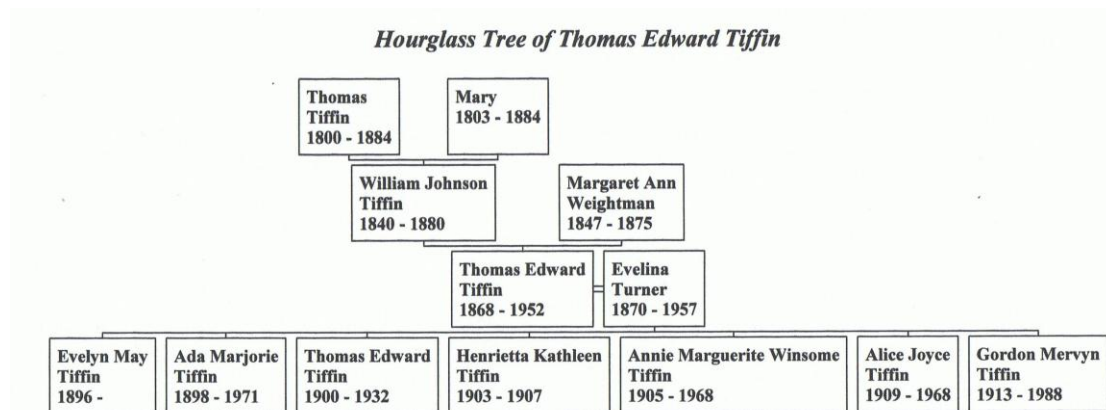 Hourglass Tree of Thomas Edward Tiffin
Thomas
Tiffin
1800 - 1884
Mary
1803 - 1884
William Johnson
Tiffin
1840 - 1880
Margaret Ann
Weightman
1847 - 1875
Thomas Edward
Tiffin
1868 - 1952
Evelina
Turner
1870 - 1957
Evelyn May
Tiffin
1896 -
Ada Marjorie
Tiffin
1898 - 1971
Thomas Edward
Tiffin
1900 - 1932
Henrietta Kathleen
Tiffin
1903 - 1907
Annie Marguerite Winsome
Tiffin
1905 - 1968
Alice Joyce
Tiffin
1909 - 1968
Gordon Mervyn
Tiffin
1913 - 1988